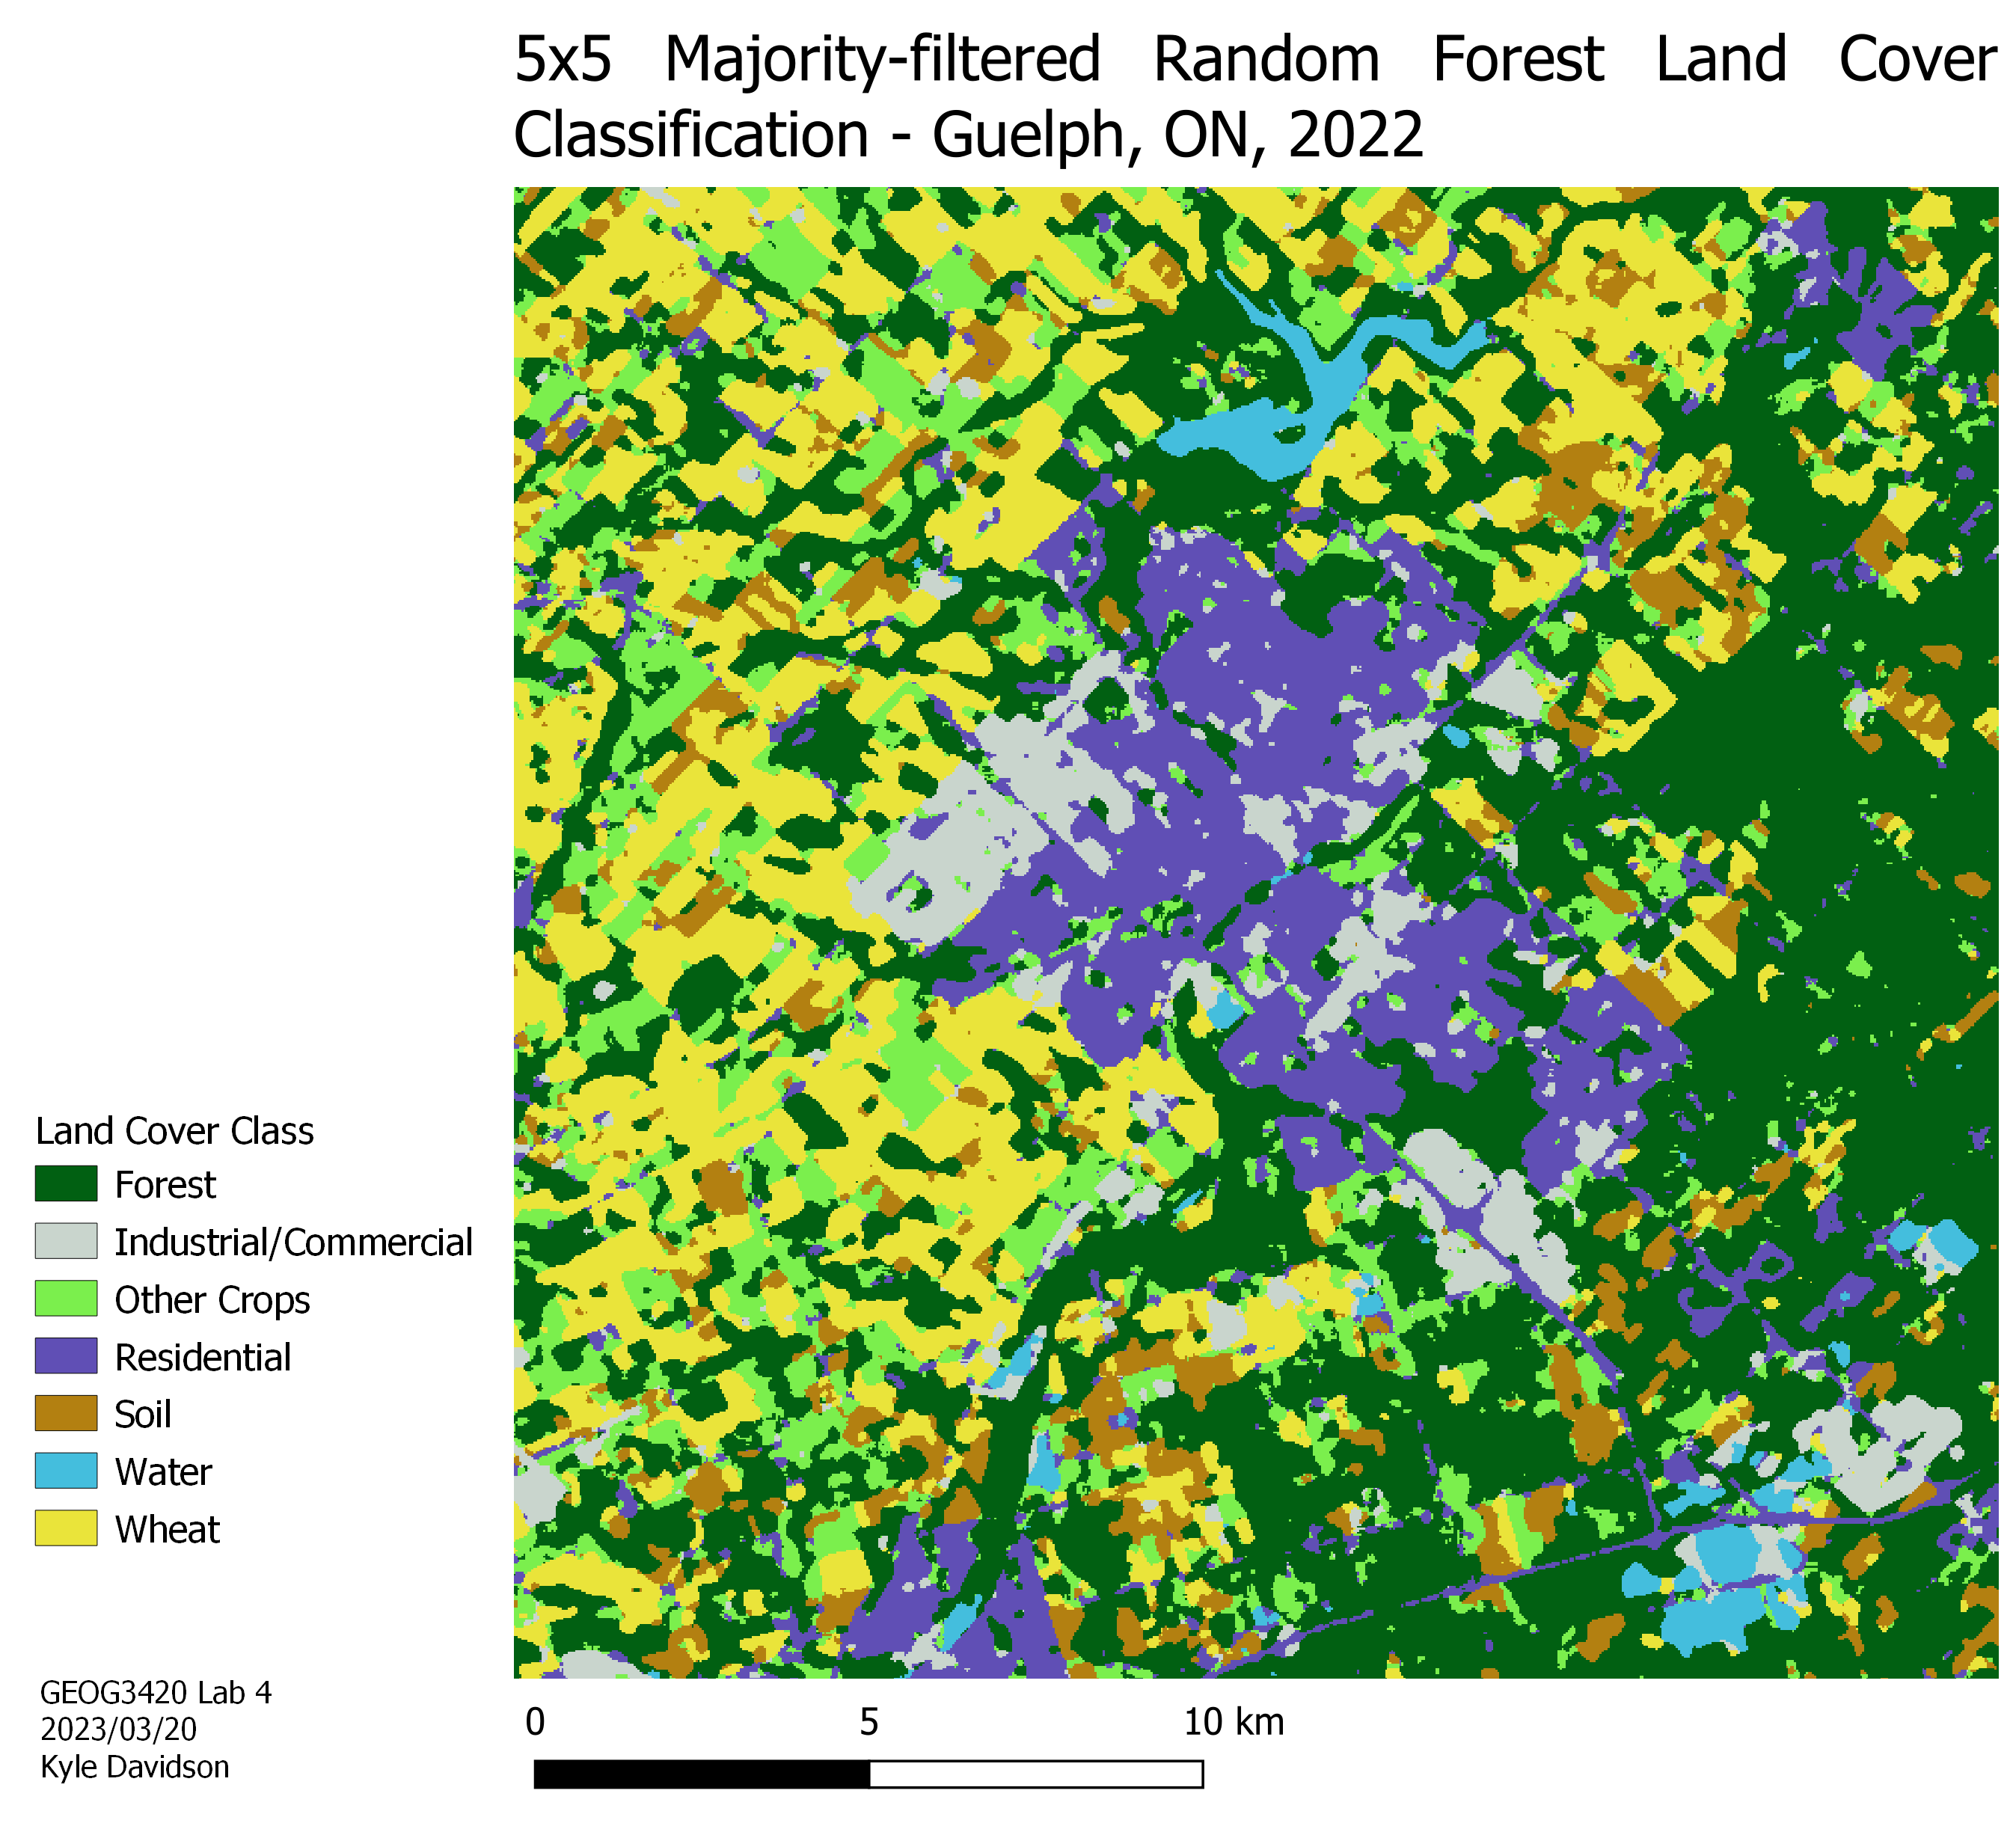 5x5 Majority-filtered Random Forest Land Cover
Classification - Guelph, ON, 2022
Land Cover Class
Forest
Industrial/Commercial
Other Crops
Residential
Soil
Water
Wheat
GEOG3420 Lab 4
2023/03/20
Kyle Davidson
0 5 10 km